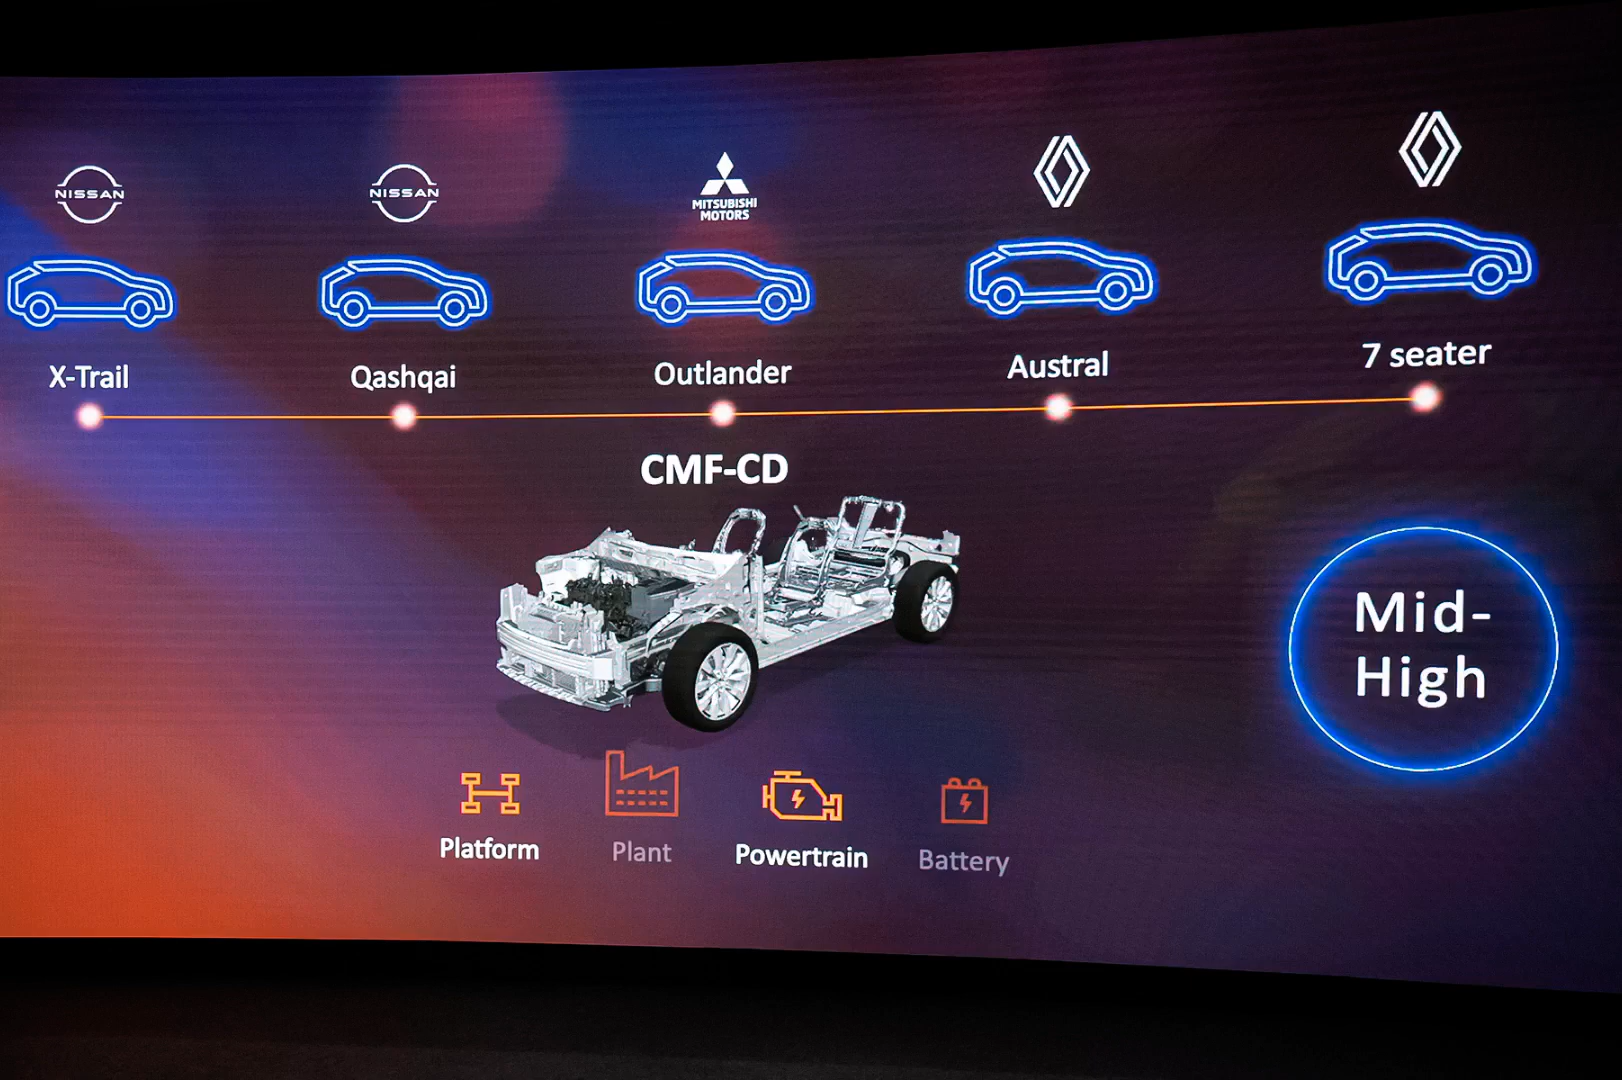 NISSAN
NISSAN
MITSUBISHI
MOTORS
X-Trail
Qashqai
Outlander
Austral
7 seater
CMF-CD
Mid-
High
Platform
Plant
Powertrain
Battery